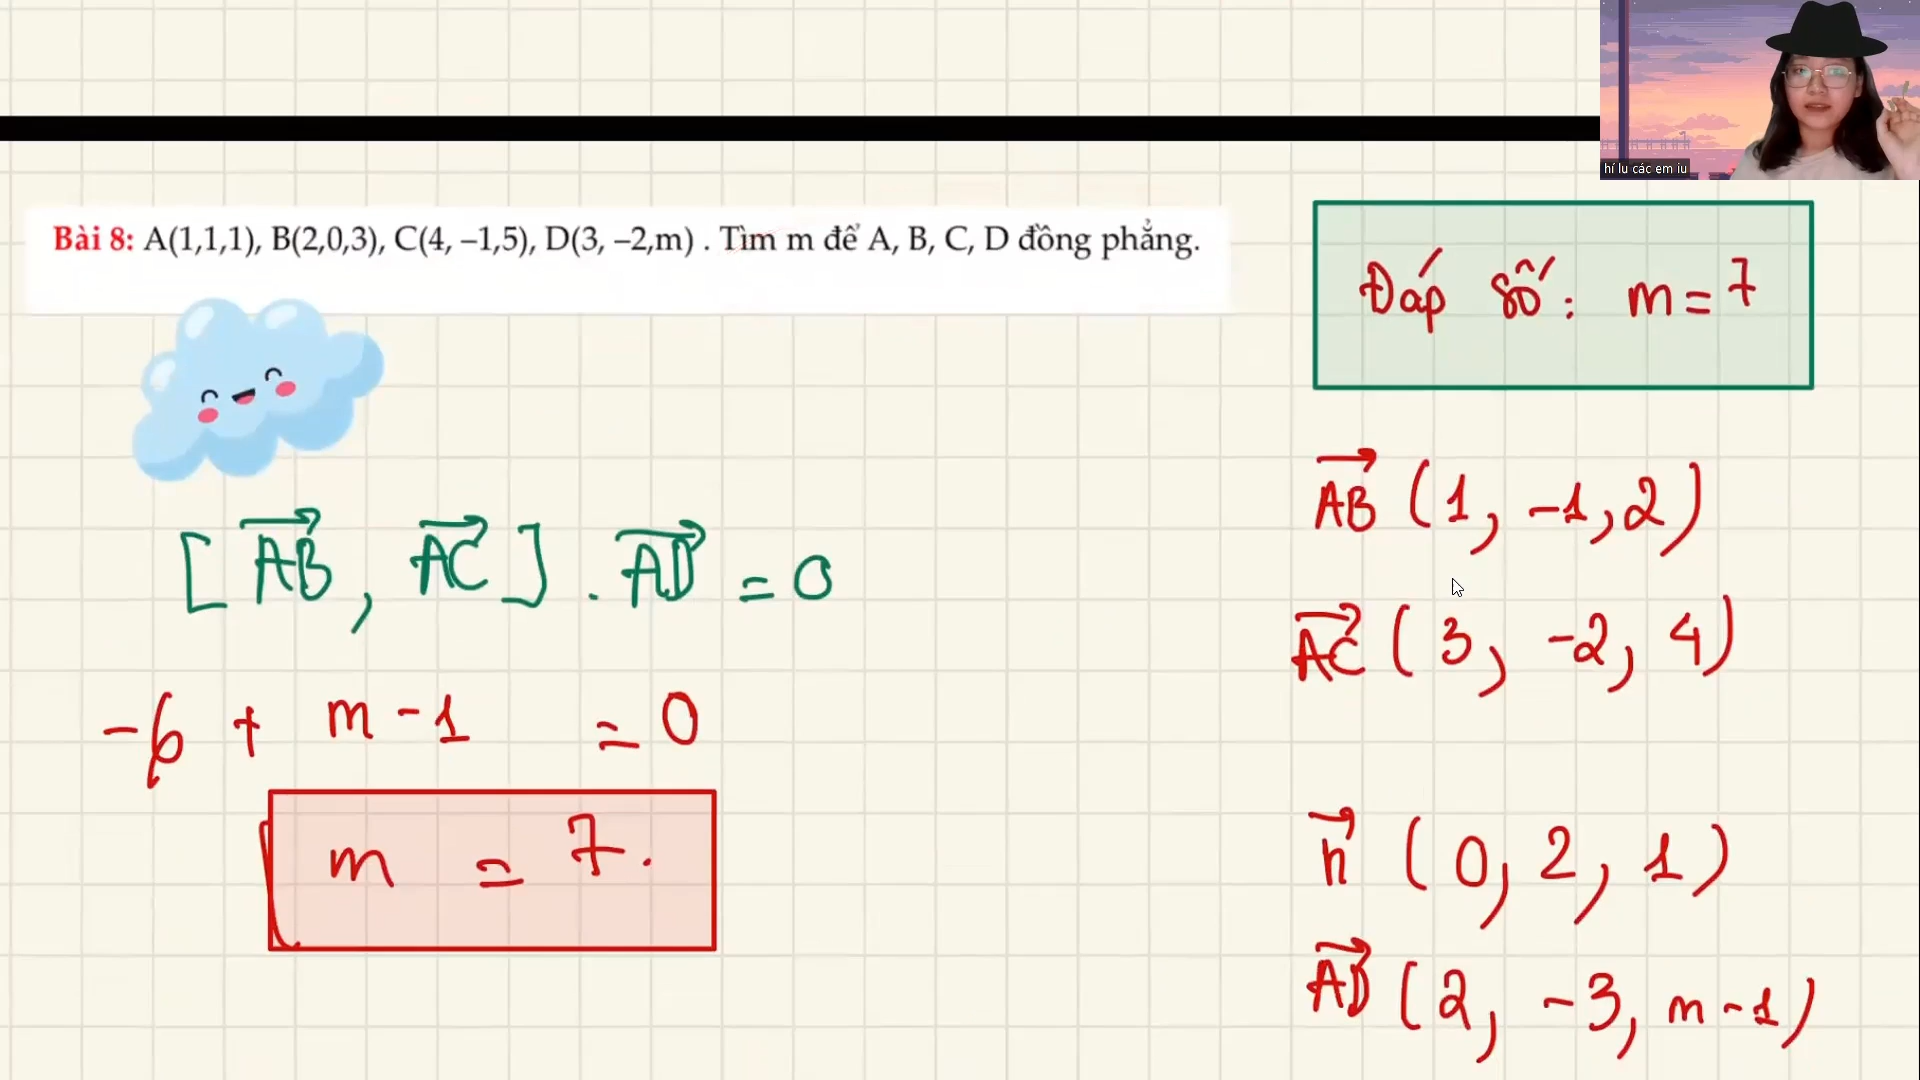 hí lu các em iu
Bài 8: A(1,1,1), B(2,0,3), C(4, –1,5), D(3, –2,m) . Tìm m để A, B, C, D đồng phẳng.
Đáp số: m = 7
[AB, AC] . AD = 0
-6 + m - 1 = 0
m = 7.
AB (1, -1, 2)
AC (3, -2, 4)
n (0, 2, 1)
AD (2, -3, m-1)